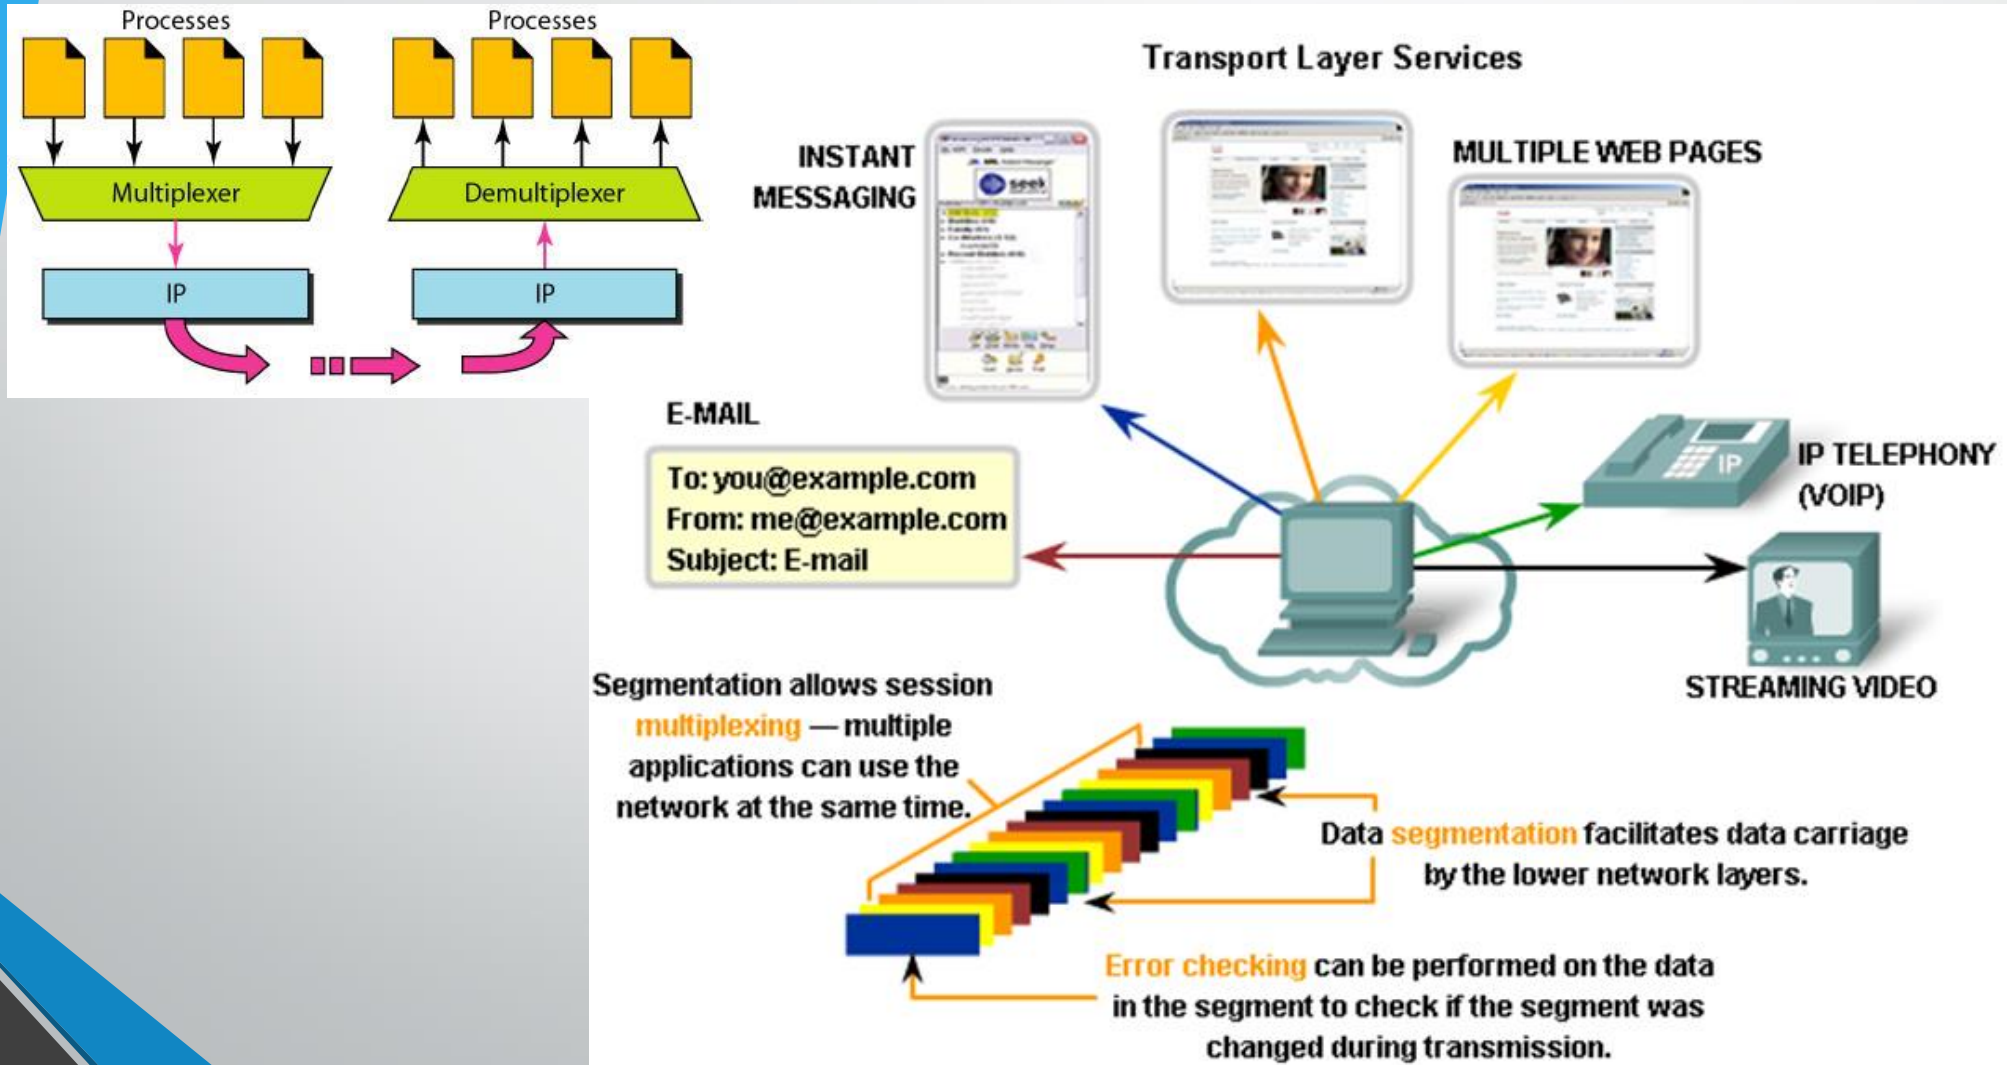 Processes
Processes
Multiplexer
Demultiplexer
IP
IP
Transport Layer Services
INSTANT
MESSAGING
seek
MULTIPLE WEB PAGES
E-MAIL
To: you@example.com
From: me@example.com
Subject: E-mail
IP
IP TELEPHONY
(VOIP)
STREAMING VIDEO
Segmentation allows session
multiplexing — multiple
applications can use the
network at the same time.
Data segmentation facilitates data carriage
by the lower network layers.
Error checking can be performed on the data
in the segment to check if the segment was
changed during transmission.